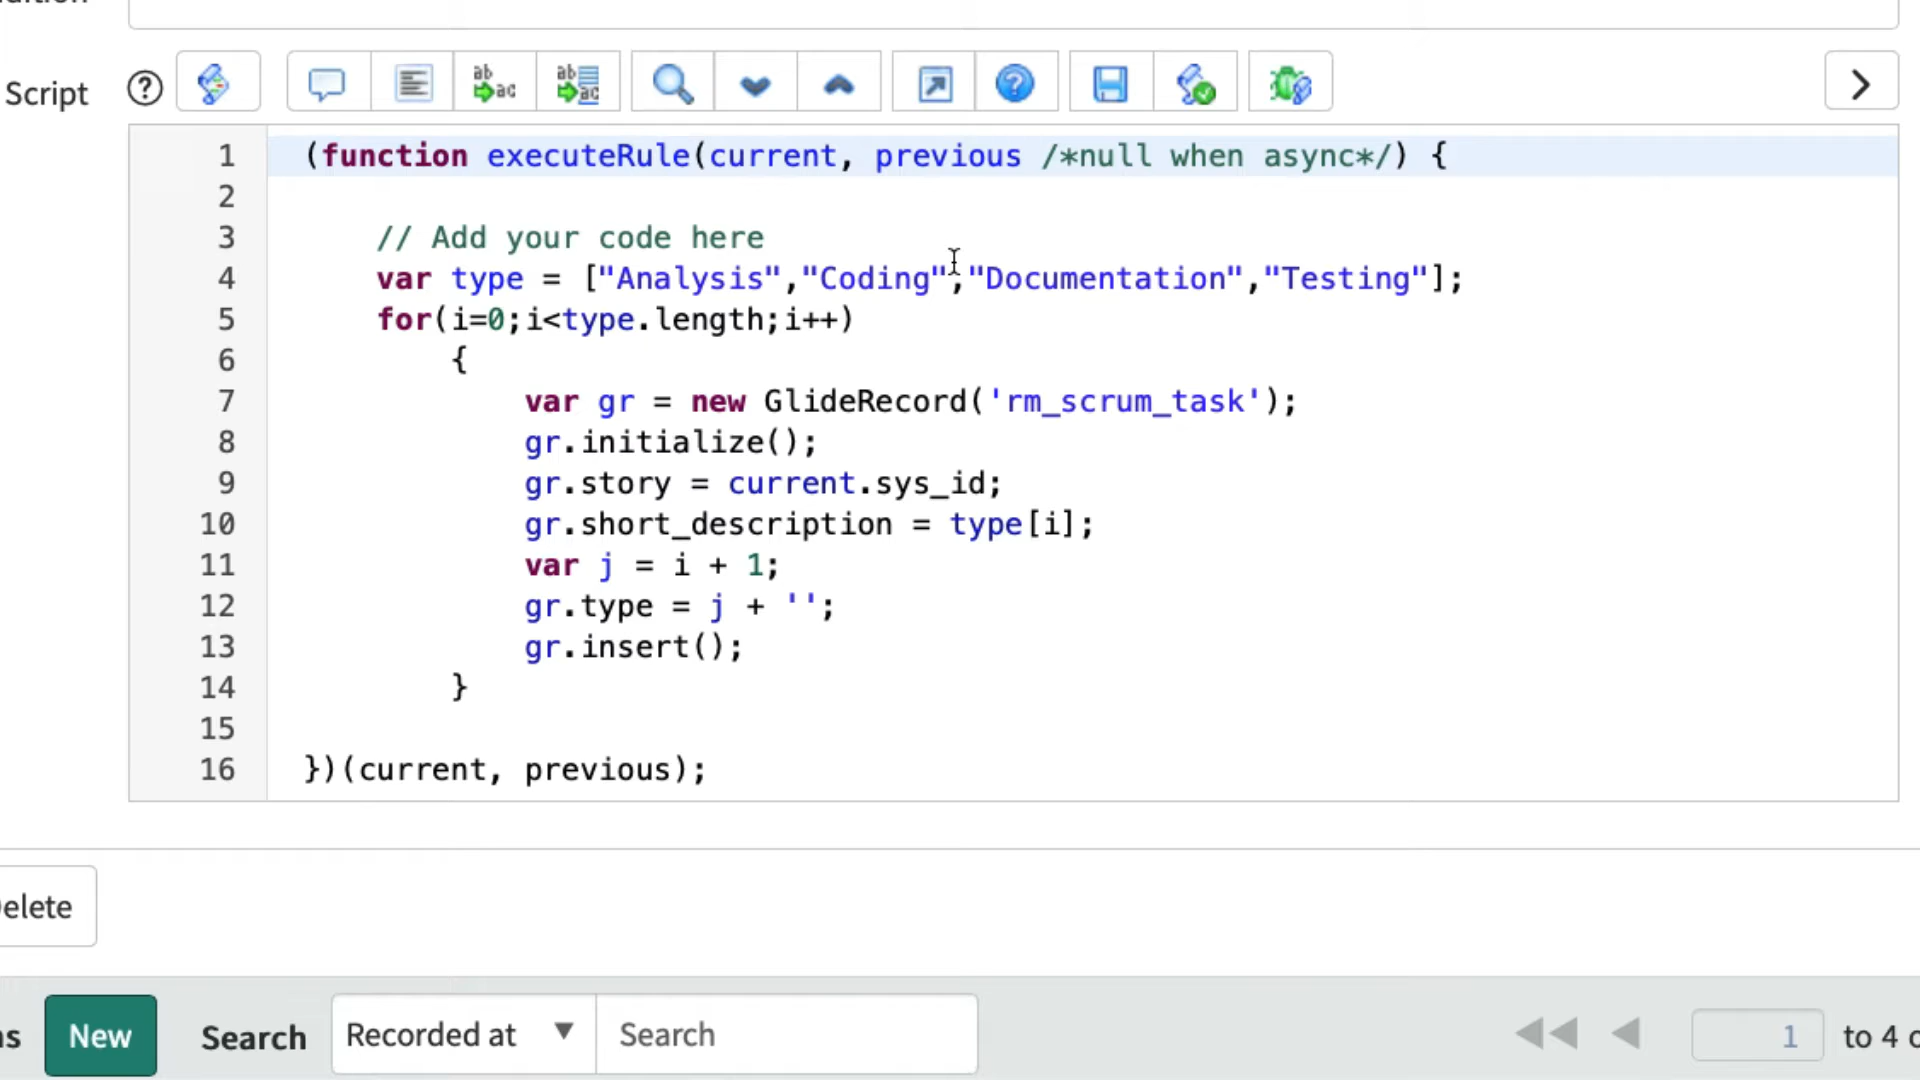 Script
1 (function executeRule(current, previous /*null when async*/) {
2
3 // Add your code here
4 var type = ["Analysis","Coding","Documentation","Testing"];
5 for(i=0;i<type.length;i++)
6 {
7 var gr = new GlideRecord('rm_scrum_task');
8 gr.initialize();
9 gr.story = current.sys_id;
10 gr.short_description = type[i];
11 var j = i + 1;
12 gr.type = j + '';
13 gr.insert();
14 }
15
16 })(current, previous);
elete
s New Search Recorded at Search 1 to 4